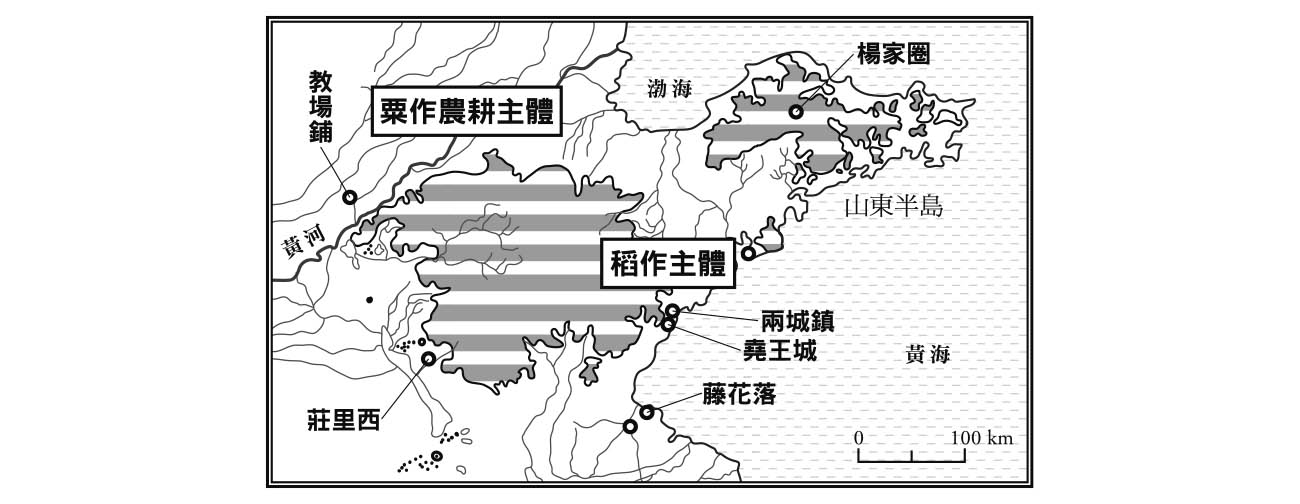 楊家圈
渤海
教場鋪
粟作農耕主體
山東半島
黃河
稻作主體
兩城鎮
堯王城
黃海
藤花落
莊里西
0 100 km